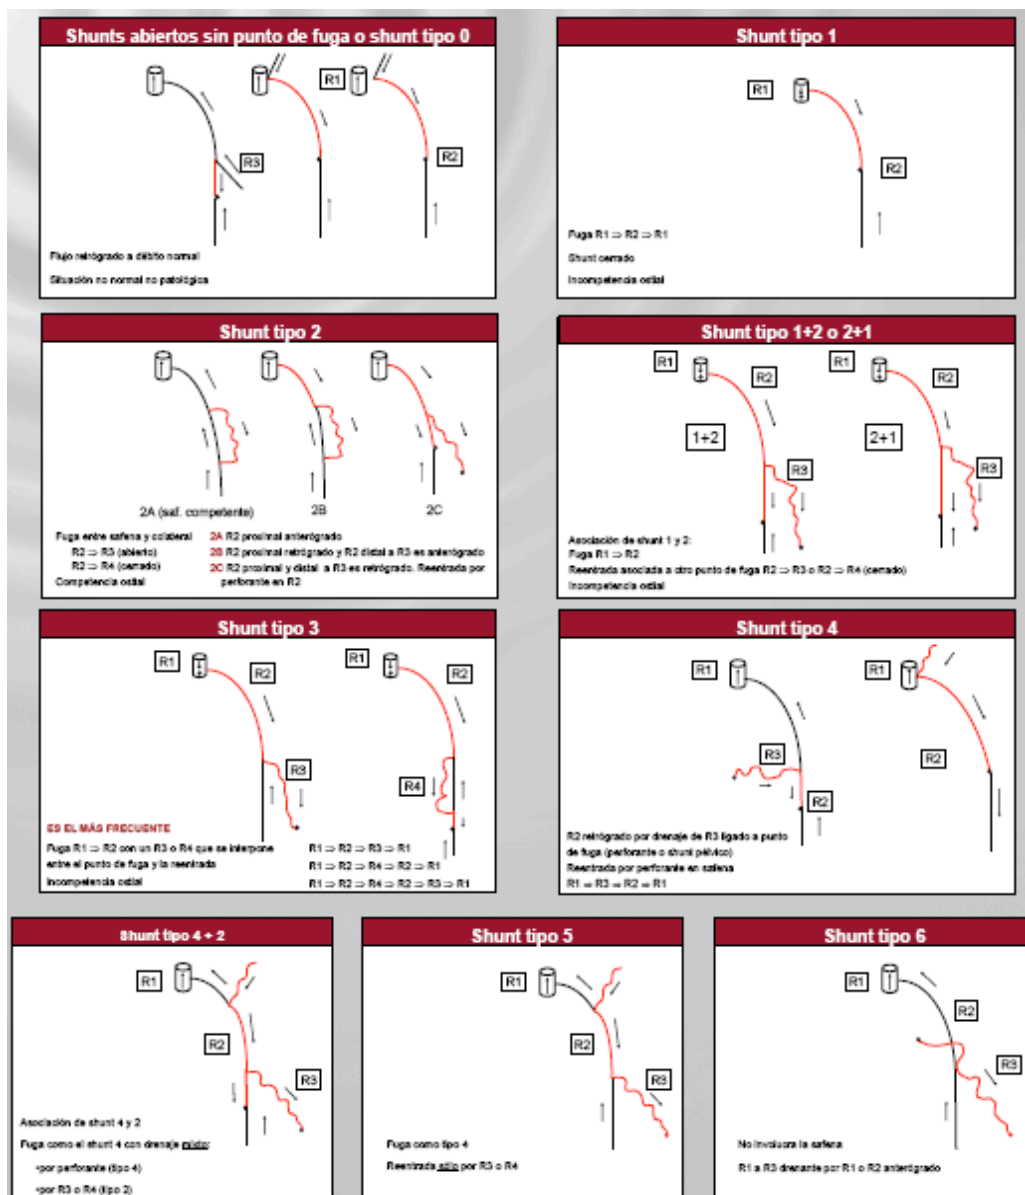 Shunts abiertos sin punto de fuga o shunt tipo 0
R1
R3
R2
Flujo retrógrado a débito normal
Situación no normal no patológica
Shunt tipo 1
R1
R2
Fuga R1 ⇒ R2 ⇒ R1
Shunt cerrado
Incompetencia ostial
Shunt tipo 2
2A (saf. competente)
2B
2C
Fuga entre safena y colateral
R2 ⇒ R3 (abierto)
R2 ⇒ R4 (cerrado)
Competencia ostial
2A R2 proximal anterógrado
2B R2 proximal retrógrado y R2 distal a R3 es anterógrado
2C R2 proximal y distal a R3 es retrógrado. Reentrada por
perforante en R2
Shunt tipo 1+2 o 2+1
R1
R2
R1
R2
1+2
2+1
R3
R3
Asociación de shunt 1 y 2:
Fuga R1 ⇒ R2
Reentrada asociada a otro punto de fuga R2 ⇒ R3 o R2 ⇒ R4 (cerrado)
Incompetencia ostial
Shunt tipo 3
R1
R2
R1
R2
R3
R4
ES EL MÁS FRECUENTE
Fuga R1 ⇒ R2 con un R3 o R4 que se interpone
entre el punto de fuga y la reentrada
Incompetencia ostial
R1 ⇒ R2 ⇒ R3 ⇒ R1
R1 ⇒ R2 ⇒ R4 ⇒ R2 ⇒ R1
R1 ⇒ R2 ⇒ R4 ⇒ R2 ⇒ R3 ⇒ R1
Shunt tipo 4
R1
R1
R3
R2
R2
R2 retrógrado por drenaje de R3 ligado a punto
de fuga (perforante o shunt pélvico)
Reentrada por perforante en safena
R1 ⇒ R3 ⇒ R2 ⇒ R1
Shunt tipo 4 + 2
R1
R2
R3
Asociación de shunt 4 y 2
Fuga como el shunt 4 con drenaje mixto:
•por perforante (tipo 4)
•por R3 o R4 (tipo 2)
Shunt tipo 5
R1
R2
R3
Fuga como tipo 4
Reentrada sólo por R3 o R4
Shunt tipo 6
R1
R2
R3
No involucra la safena
R1 a R3 drenante por R1 o R2 anterógrado